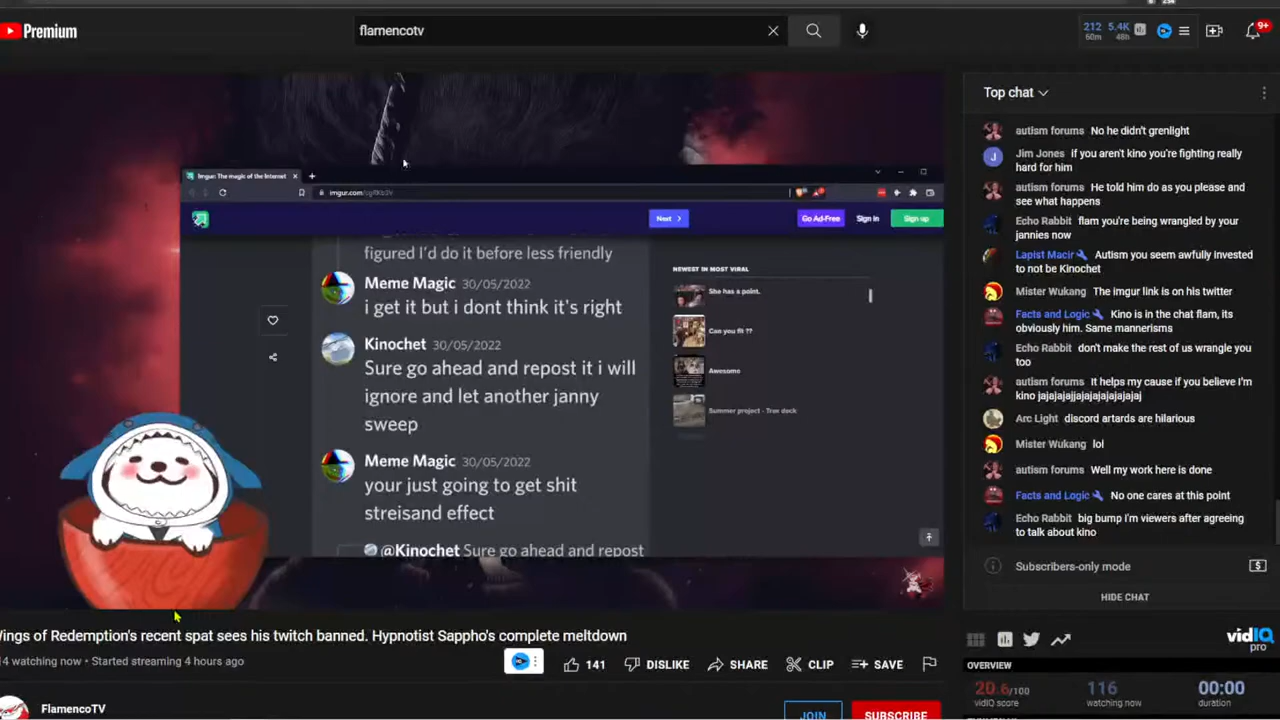 Premium
flamencotv
212
60m
5.4K
48h
9+
Imgur: The magic of the Internet
imgur.com/
Next >
Go Ad-Free
Sign in
Sign up
figured I'd do it before less friendly
Meme Magic 30/05/2022
i get it but i dont think it's right
Kinochet 30/05/2022
Sure go ahead and repost it i will
ignore and let another janny
sweep
Meme Magic 30/05/2022
your just going to get shit
streisand effect
@Kinochet Sure go ahead and repost
NEWEST IN MOST VIRAL
She has a point.
Can you fit ??
Awesome
Summer project - Trex deck
Top chat
autism forums No he didn't grenlight
Jim Jones if you aren't kino you're fighting really
hard for him
autism forums He told him do as you please and
see what happens
Echo Rabbit flam you're being wrangled by your
jannies now
Lapist Macir Autism you seem awfully invested
to not be Kinochet
Mister Wukang The imgur link is on his twitter
Facts and Logic Kino is in the chat flam, its
obviously him. Same mannerisms
Echo Rabbit don't make the rest of us wrangle you
too
autism forums It helps my cause if you believe I'm
kino jajajajjajajajajajajaj
Arc Light discord artards are hilarious
Mister Wukang lol
autism forums Well my work here is done
Facts and Logic No one cares at this point
Echo Rabbit big bump I'm viewers after agreeing
to talk about kino
Subscribers-only mode
HIDE CHAT
ings of Redemption's recent spat sees his twitch banned. Hypnotist Sappho's complete meltdown
4 watching now • Started streaming 4 hours ago
141
DISLIKE
SHARE
CLIP
SAVE
FlamencoTV
JOIN
SUBSCRIBE
vidIQ
pro
OVERVIEW
20.6/100
vidIQ score
116
watching now
00:00
duration